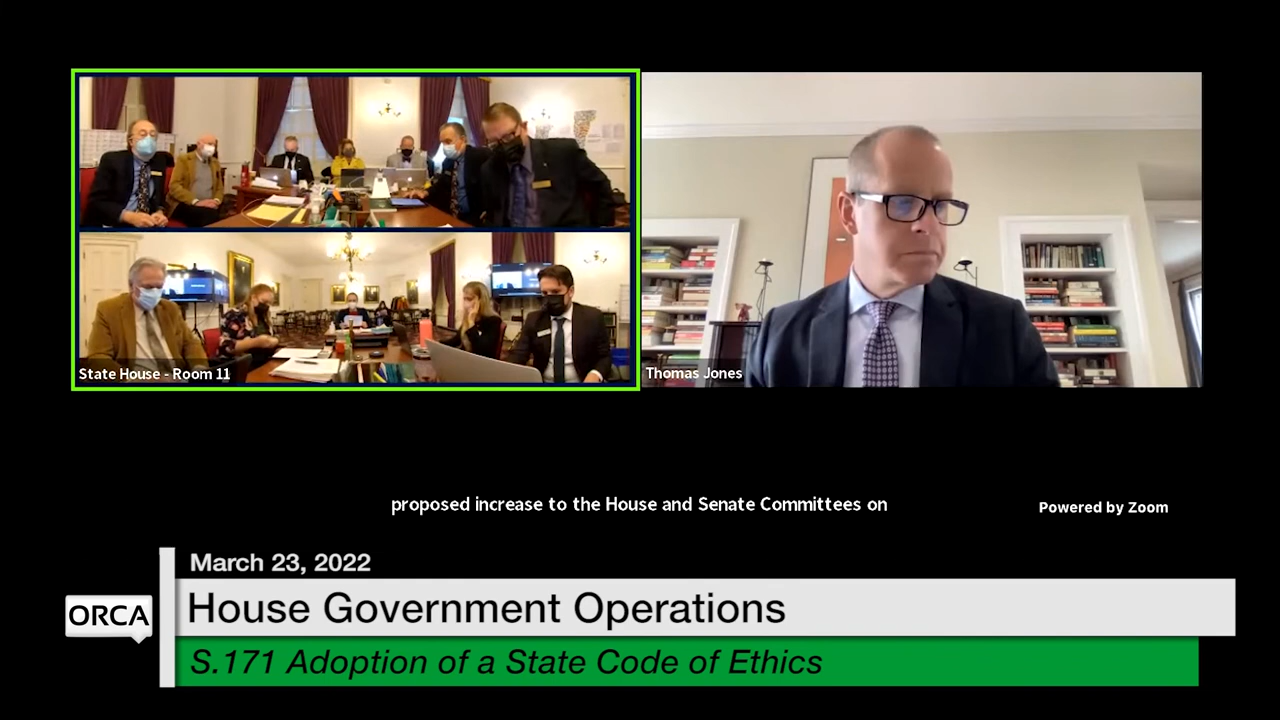 State House - Room 11
Thomas Jones
proposed increase to the House and Senate Committees on
Powered by Zoom
March 23, 2022
ORCA
House Government Operations
S.171 Adoption of a State Code of Ethics